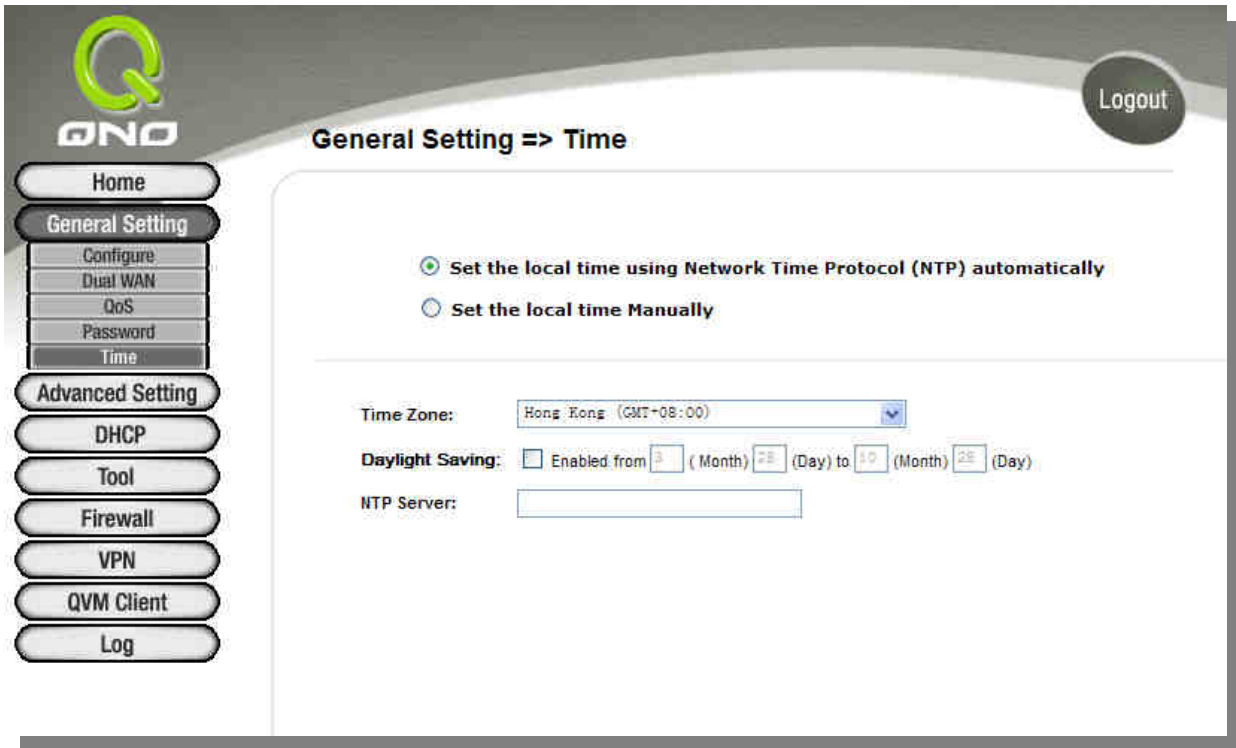 QNO
Logout
General Setting => Time
Home
General Setting
Configure
Dual WAN
QoS
Password
Time
Advanced Setting
DHCP
Tool
Firewall
VPN
QVM Client
Log
Set the local time using Network Time Protocol (NTP) automatically
Set the local time Manually
Time Zone: Hong Kong (GMT+08:00)
Daylight Saving: Enabled from 3 ( Month) 28 (Day) to 10 (Month) 28 (Day)
NTP Server: